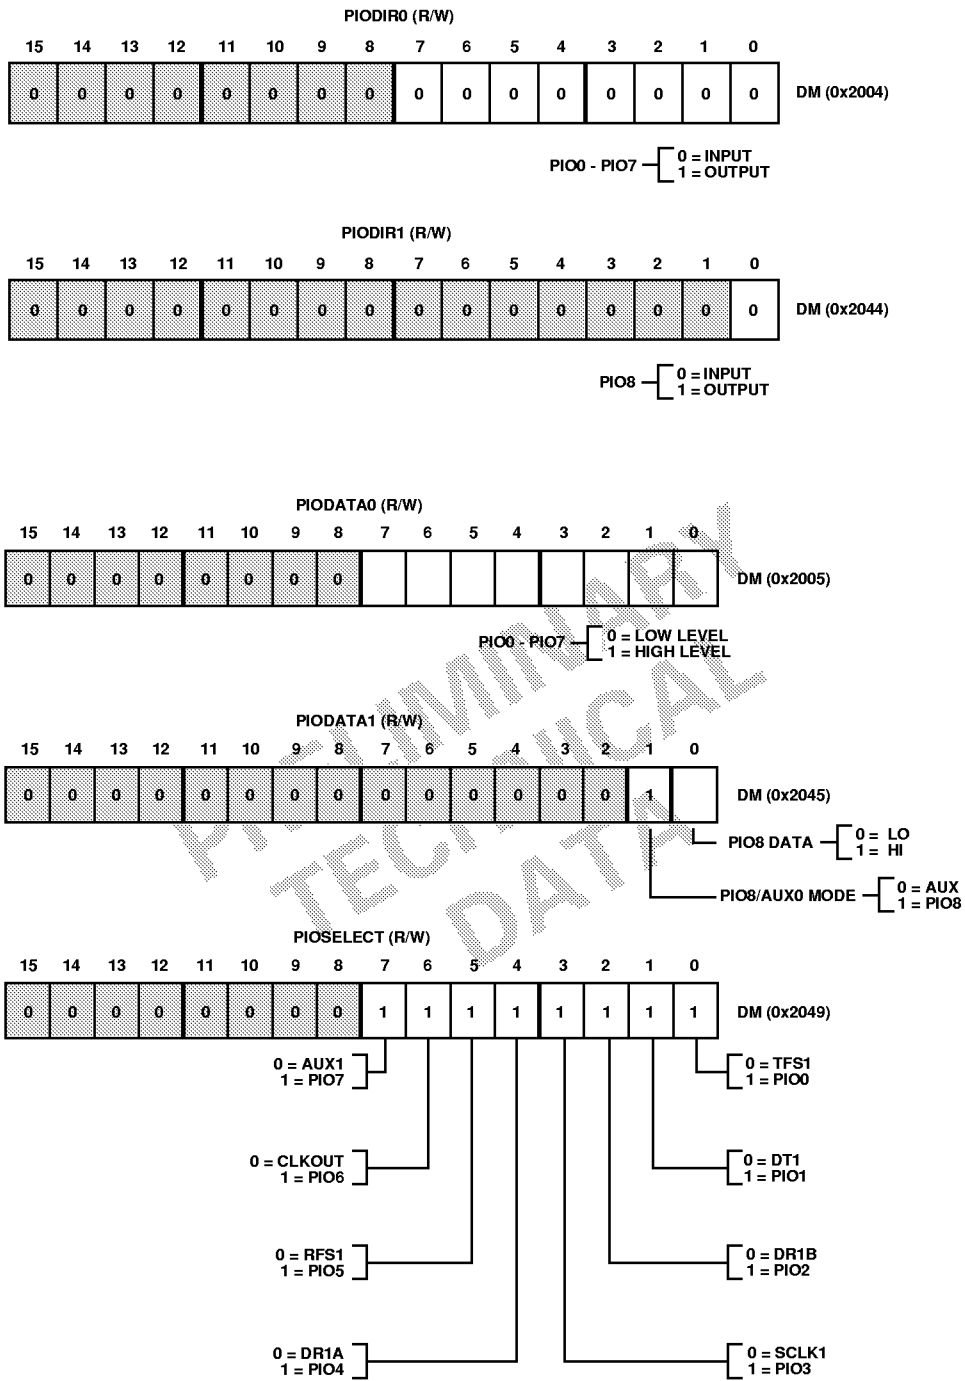 PIODIR0 (R/W)
15 14 13 12 11 10 9 8 7 6 5 4 3 2 1 0
0 0 0 0 0 0 0 0 0 0 0 0 0 0 0 0 DM (0x2004)
PIO0 - PIO7 0 = INPUT
1 = OUTPUT
PIODIR1 (R/W)
15 14 13 12 11 10 9 8 7 6 5 4 3 2 1 0
0 0 0 0 0 0 0 0 0 0 0 0 0 0 0 0 DM (0x2044)
PIO8 0 = INPUT
1 = OUTPUT
PIODATA0 (R/W)
15 14 13 12 11 10 9 8 7 6 5 4 3 2 1 0
0 0 0 0 0 0 0 0 DM (0x2005)
PIO0 - PIO7 0 = LOW LEVEL
1 = HIGH LEVEL
PRELIMINARY
TECHNICAL
DATA
PIODATA1 (R/W)
15 14 13 12 11 10 9 8 7 6 5 4 3 2 1 0
0 0 0 0 0 0 0 0 0 0 0 0 0 0 1 DM (0x2045)
PIO8 DATA 0 = LO
1 = HI
PIO8/AUX0 MODE 0 = AUX
1 = PIO8
PIOSELECT (R/W)
15 14 13 12 11 10 9 8 7 6 5 4 3 2 1 0
0 0 0 0 0 0 0 0 1 1 1 1 1 1 1 1 DM (0x2049)
0 = AUX1
1 = PIO7
0 = TFS1
1 = PIO0
0 = CLKOUT
1 = PIO6
0 = DT1
1 = PIO1
0 = RFS1
1 = PIO5
0 = DR1B
1 = PIO2
0 = DR1A
1 = PIO4
0 = SCLK1
1 = PIO3